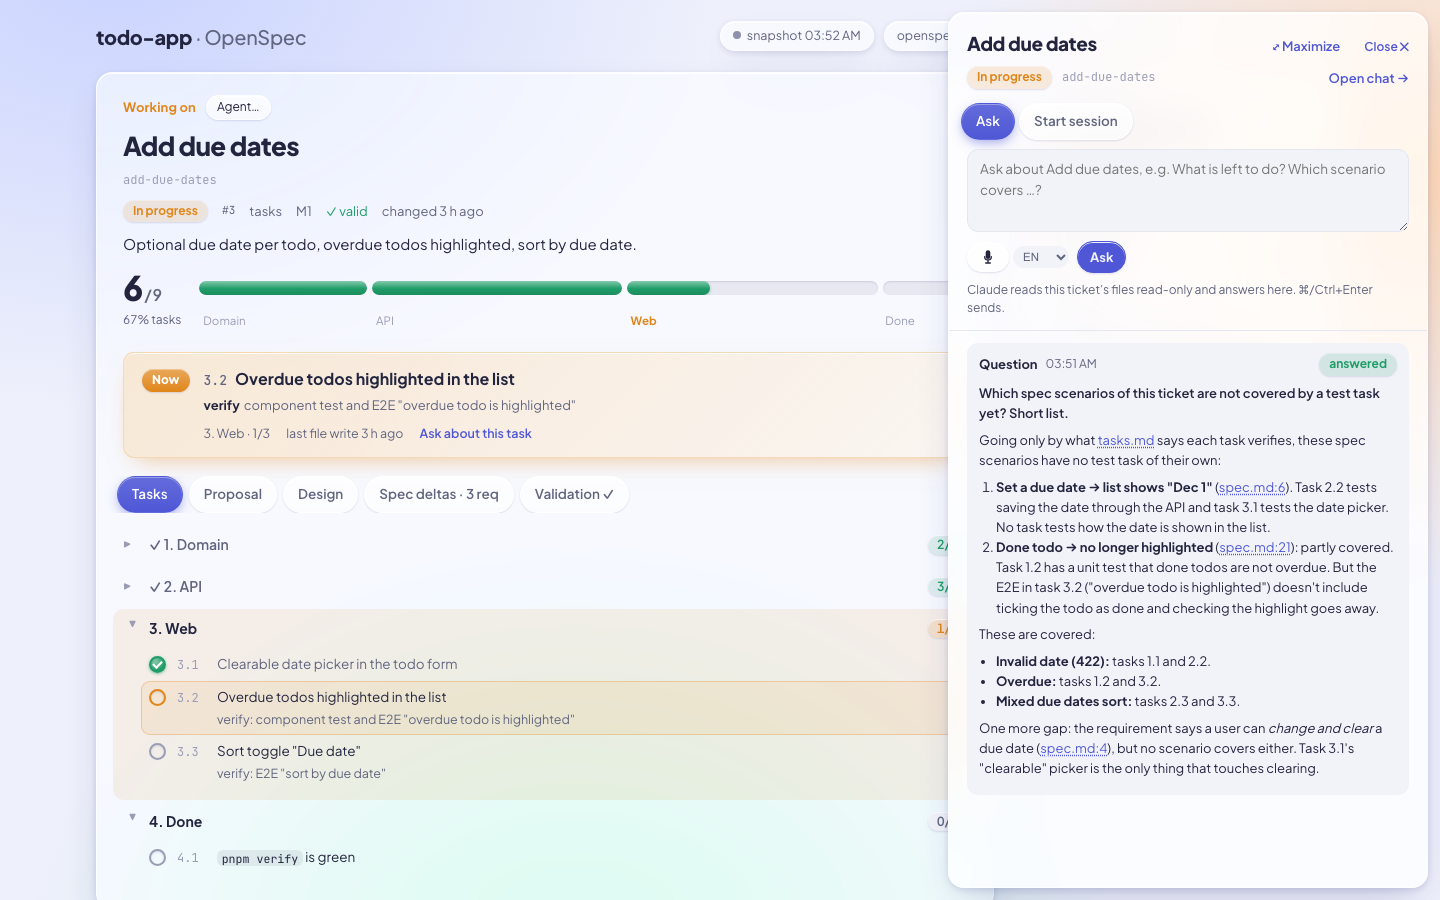 todo-app · OpenSpec
snapshot 03:52 AM
openspe
Working on
Agent…
Add due dates
add-due-dates
In progress
#3
tasks
M1
✓ valid
changed 3 h ago
Optional due date per todo, overdue todos highlighted, sort by due date.
6/9
67% tasks
Domain
API
Web
Done
Now
3.2 Overdue todos highlighted in the list
verify component test and E2E "overdue todo is highlighted"
3. Web · 1/3
last file write 3 h ago
Ask about this task
Tasks
Proposal
Design
Spec deltas · 3 req
Validation ✓
▸ ✓ 1. Domain
2/
▸ ✓ 2. API
3/
▾ 3. Web
1/
3.1 Clearable date picker in the todo form
3.2 Overdue todos highlighted in the list
verify: component test and E2E "overdue todo is highlighted"
3.3 Sort toggle "Due date"
verify: E2E "sort by due date"
▾ 4. Done
0/
4.1 pnpm verify is green
Add due dates
⤢ Maximize
Close ✕
In progress
add-due-dates
Open chat →
Ask
Start session
Ask about Add due dates, e.g. What is left to do? Which scenario
covers …?
EN
Ask
Claude reads this ticket's files read-only and answers here. ⌘/Ctrl+Enter
sends.
Question 03:51 AM
answered
Which spec scenarios of this ticket are not covered by a test task
yet? Short list.
Going only by what tasks.md says each task verifies, these spec
scenarios have no test task of their own:
1. Set a due date → list shows "Dec 1" (spec.md:6). Task 2.2 tests
saving the date through the API and task 3.1 tests the date picker.
No task tests how the date is shown in the list.
2. Done todo → no longer highlighted (spec.md:21): partly covered.
Task 1.2 has a unit test that done todos are not overdue. But the
E2E in task 3.2 ("overdue todo is highlighted") doesn't include
ticking the todo as done and checking the highlight goes away.
These are covered:
• Invalid date (422): tasks 1.1 and 2.2.
• Overdue: tasks 1.2 and 3.2.
• Mixed due dates sort: tasks 2.3 and 3.3.
One more gap: the requirement says a user can change and clear a
due date (spec.md:4), but no scenario covers either. Task 3.1's
"clearable" picker is the only thing that touches clearing.